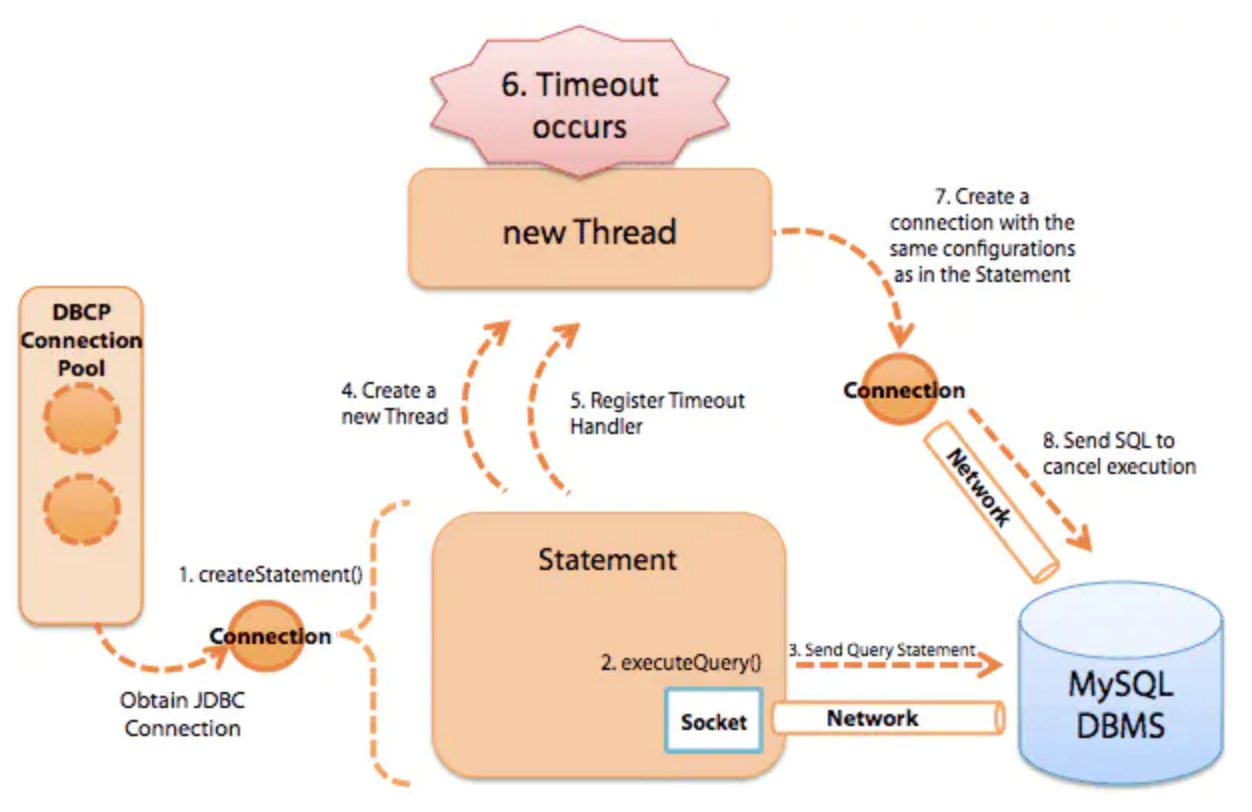 6. Timeout
occurs
new Thread
7. Create a
connection with the
same configurations
as in the Statement
DBCP
Connection
Pool
4. Create a
new Thread
5. Register Timeout
Handler
Connection
8. Send SQL to
cancel execution
Network
Statement
1. createStatement()
Connection
2. executeQuery()
3. Send Query Statement
Obtain JDBC
Connection
Socket
Network
MySQL
DBMS